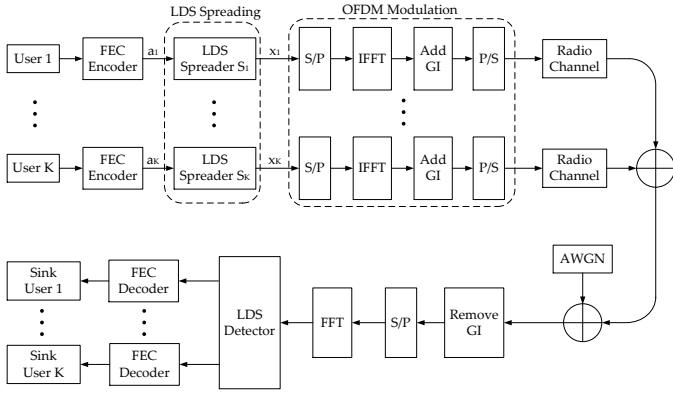 LDS Spreading
OFDM Modulation
User 1
FEC
Encoder
a1
LDS
Spreader S1
x1
S/P
IFFT
Add
GI
P/S
Radio
Channel
User K
FEC
Encoder
aK
LDS
Spreader SK
xK
S/P
IFFT
Add
GI
P/S
Radio
Channel
AWGN
Sink
User 1
FEC
Decoder
LDS
Detector
FFT
S/P
Remove
GI
Sink
User K
FEC
Decoder